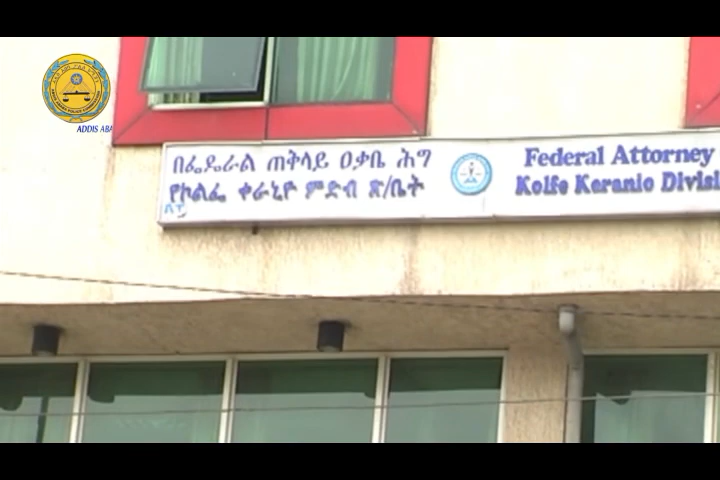 ADDIS ABA
በፌዴራል ጠቅላይ ዐቃቤ ሕግ
የኮልፌ ቀራኒዮ ምድብ ጽ/ቤት
Federal Attorney
Kolfe Keranio Divisi